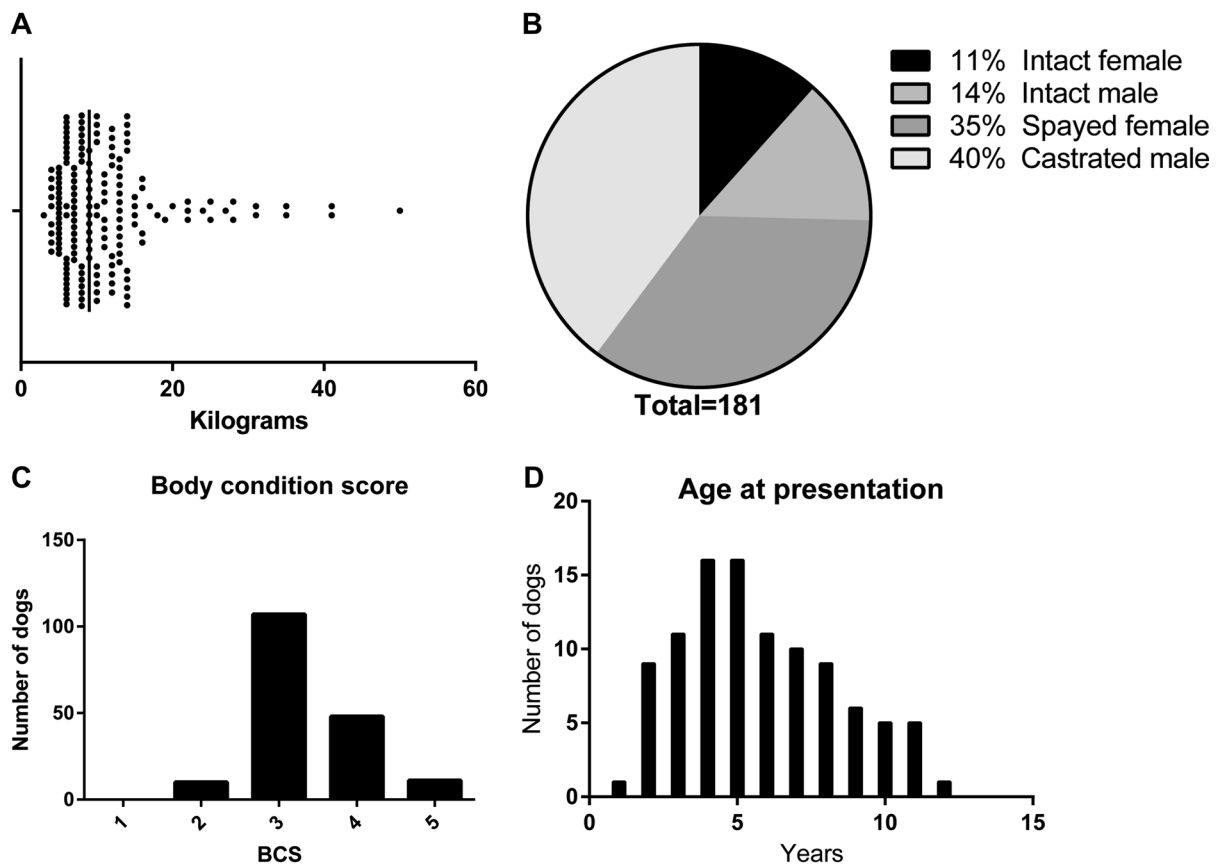 A
0
20
40
60
Kilograms
B
11% Intact female
14% Intact male
35% Spayed female
40% Castrated male
Total=181
C
Body condition score
150
100
50
0
Number of dogs
1
2
3
4
5
BCS
D
Age at presentation
20
15
10
5
0
Number of dogs
0
5
10
15
Years